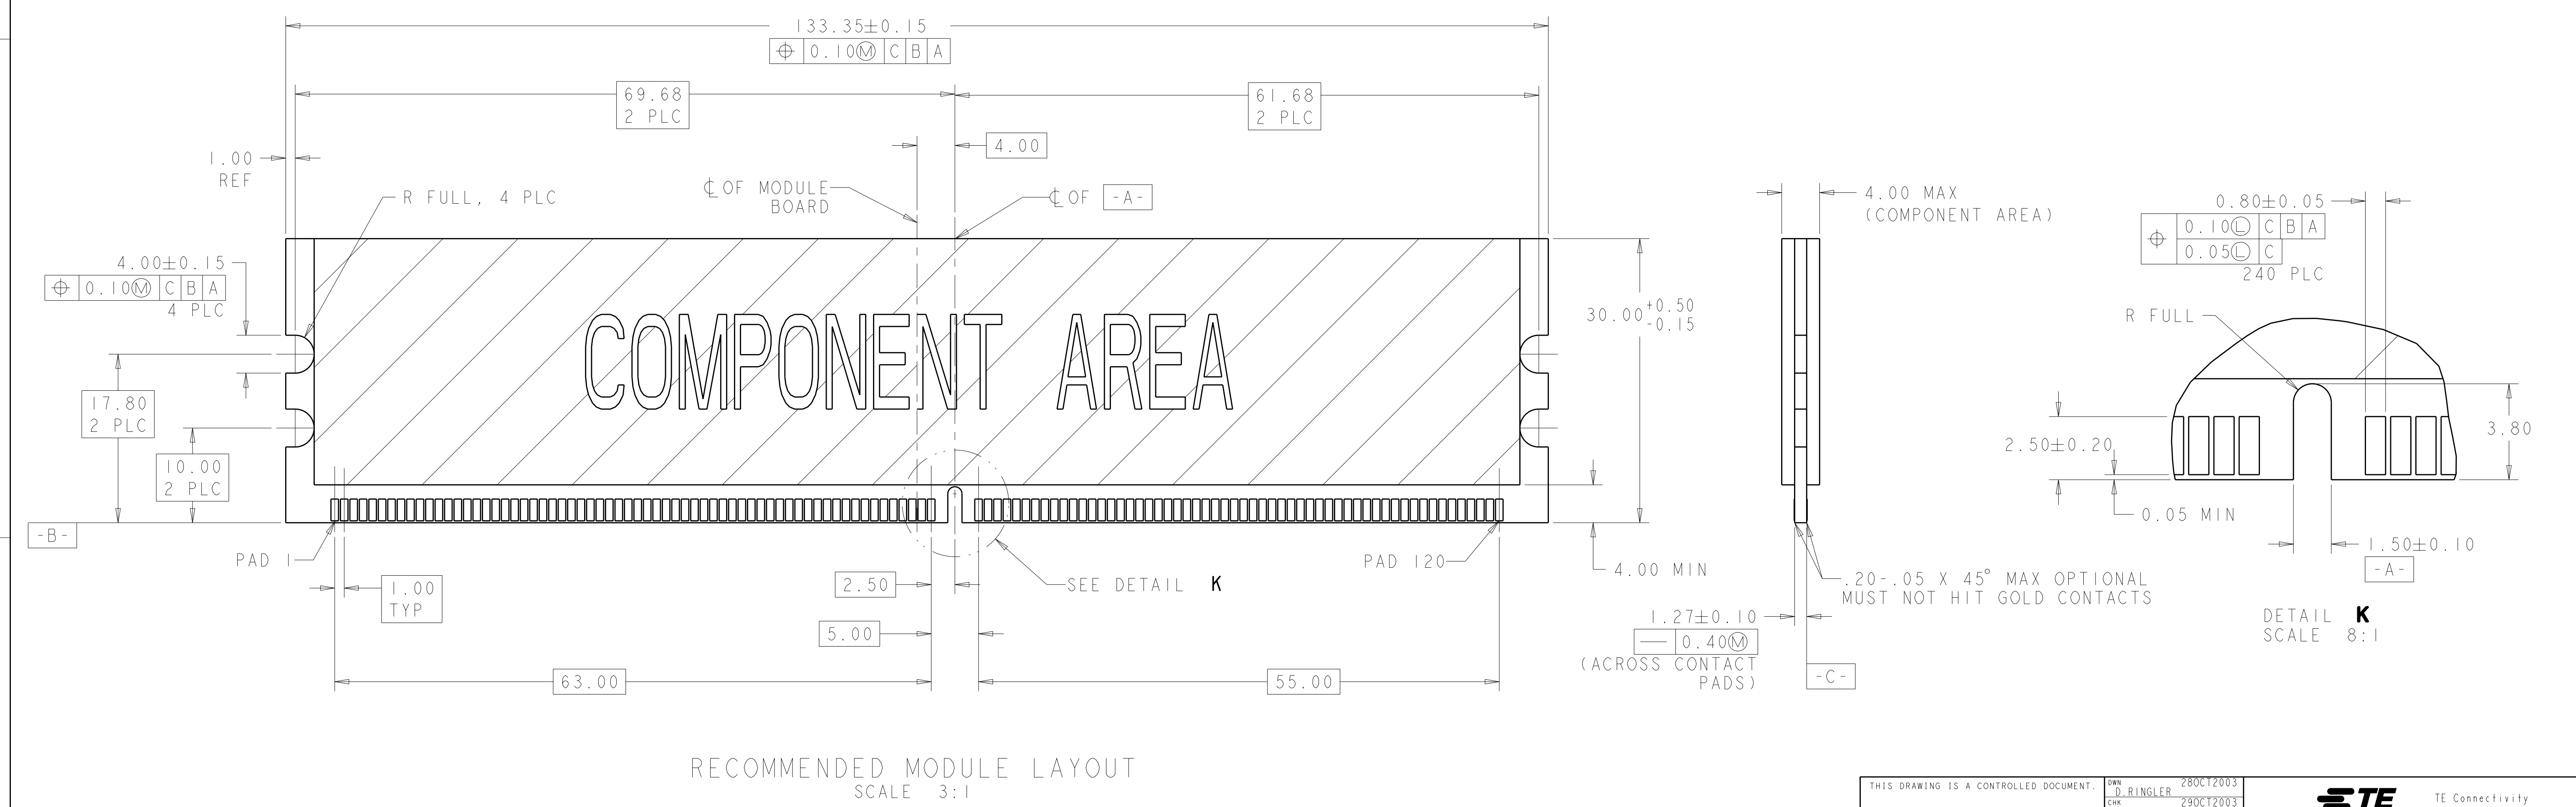 133.35±0.15
⌖ 0.10Ⓜ C B A
69.68
2 PLC
61.68
2 PLC
4.00
1.00
REF
R FULL, 4 PLC
℄ OF MODULE
BOARD
℄ OF -A-
4.00±0.15
⌖ 0.10Ⓜ C B A
4 PLC
17.80
2 PLC
10.00
2 PLC
-B-
COMPONENT AREA
30.00 +0.50
-0.15
PAD 1
1.00
TYP
2.50
5.00
SEE DETAIL K
PAD 120
4.00 MIN
63.00
55.00
RECOMMENDED MODULE LAYOUT
SCALE 3:1
4.00 MAX
(COMPONENT AREA)
.20-.05 X 45° MAX OPTIONAL
MUST NOT HIT GOLD CONTACTS
1.27±0.10
— 0.40Ⓜ
(ACROSS CONTACT
PADS)
-C-
0.80±0.05
⌖ 0.10Ⓛ C B A
0.05Ⓛ C
240 PLC
R FULL
2.50±0.20
3.80
0.05 MIN
1.50±0.10
-A-
DETAIL K
SCALE 8:1
THIS DRAWING IS A CONTROLLED DOCUMENT.
DWN 28OCT2003
D.RINGLER
CHK 29OCT2003
TE
TE Connectivity